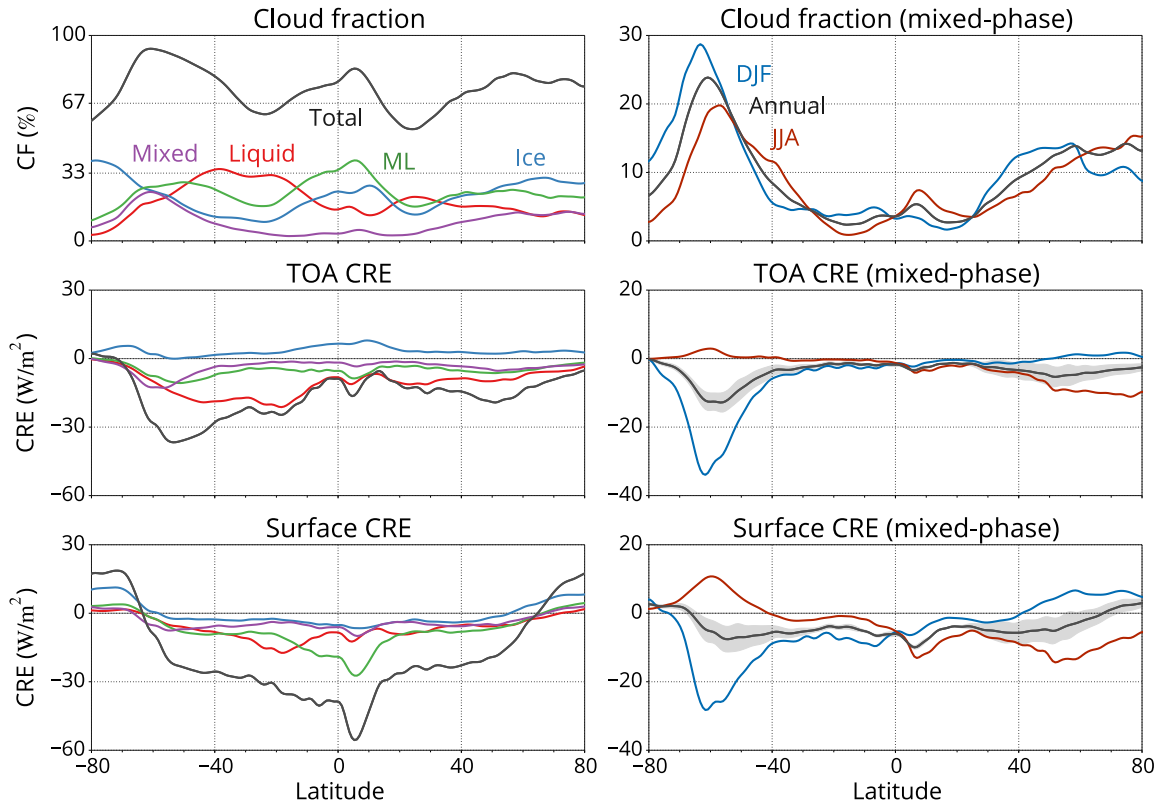 Cloud fraction
100
67
33
0
CF (%)
Total
Mixed
Liquid
ML
Ice
Cloud fraction (mixed-phase)
30
20
10
0
DJF
Annual
JJA
TOA CRE
30
0
−30
−60
CRE (W/m²)
TOA CRE (mixed-phase)
20
0
−20
−40
Surface CRE
30
0
−30
−60
CRE (W/m²)
−80
−40
0
40
80
Latitude
Surface CRE (mixed-phase)
20
0
−20
−40
−80
−40
0
40
80
Latitude